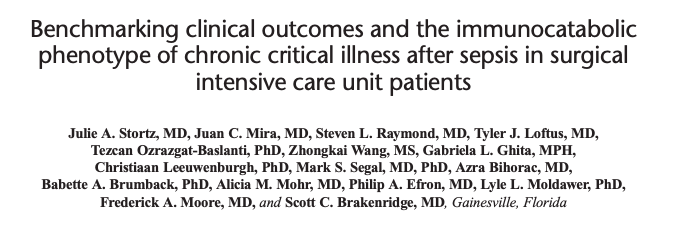 Benchmarking clinical outcomes and the immunocatabolic
phenotype of chronic critical illness after sepsis in surgical
intensive care unit patients
Julie A. Stortz, MD, Juan C. Mira, MD, Steven L. Raymond, MD, Tyler J. Loftus, MD,
Tezcan Ozrazgat-Baslanti, PhD, Zhongkai Wang, MS, Gabriela L. Ghita, MPH,
Christiaan Leeuwenburgh, PhD, Mark S. Segal, MD, PhD, Azra Bihorac, MD,
Babette A. Brumback, PhD, Alicia M. Mohr, MD, Philip A. Efron, MD, Lyle L. Moldawer, PhD,
Frederick A. Moore, MD, and Scott C. Brakenridge, MD, Gainesville, Florida